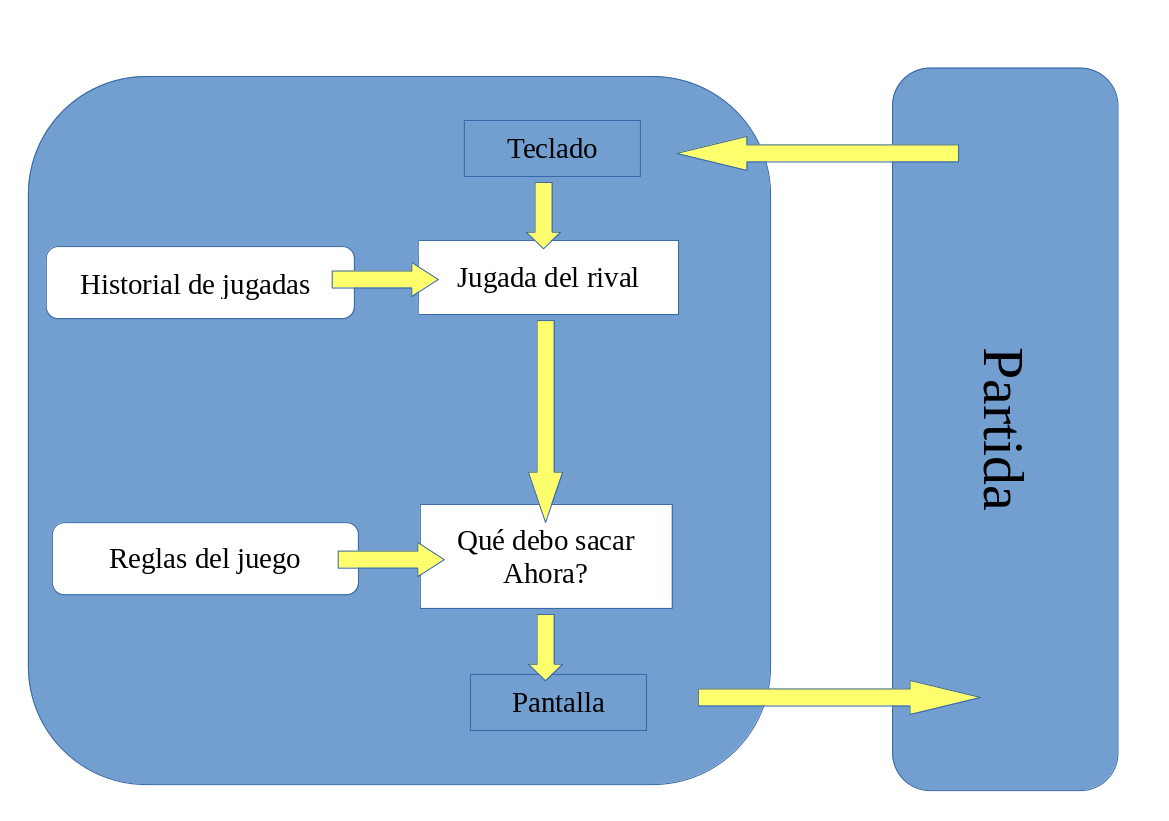 Teclado
Historial de jugadas
Jugada del rival
Reglas del juego
Qué debo sacar
Ahora?
Pantalla
Partida